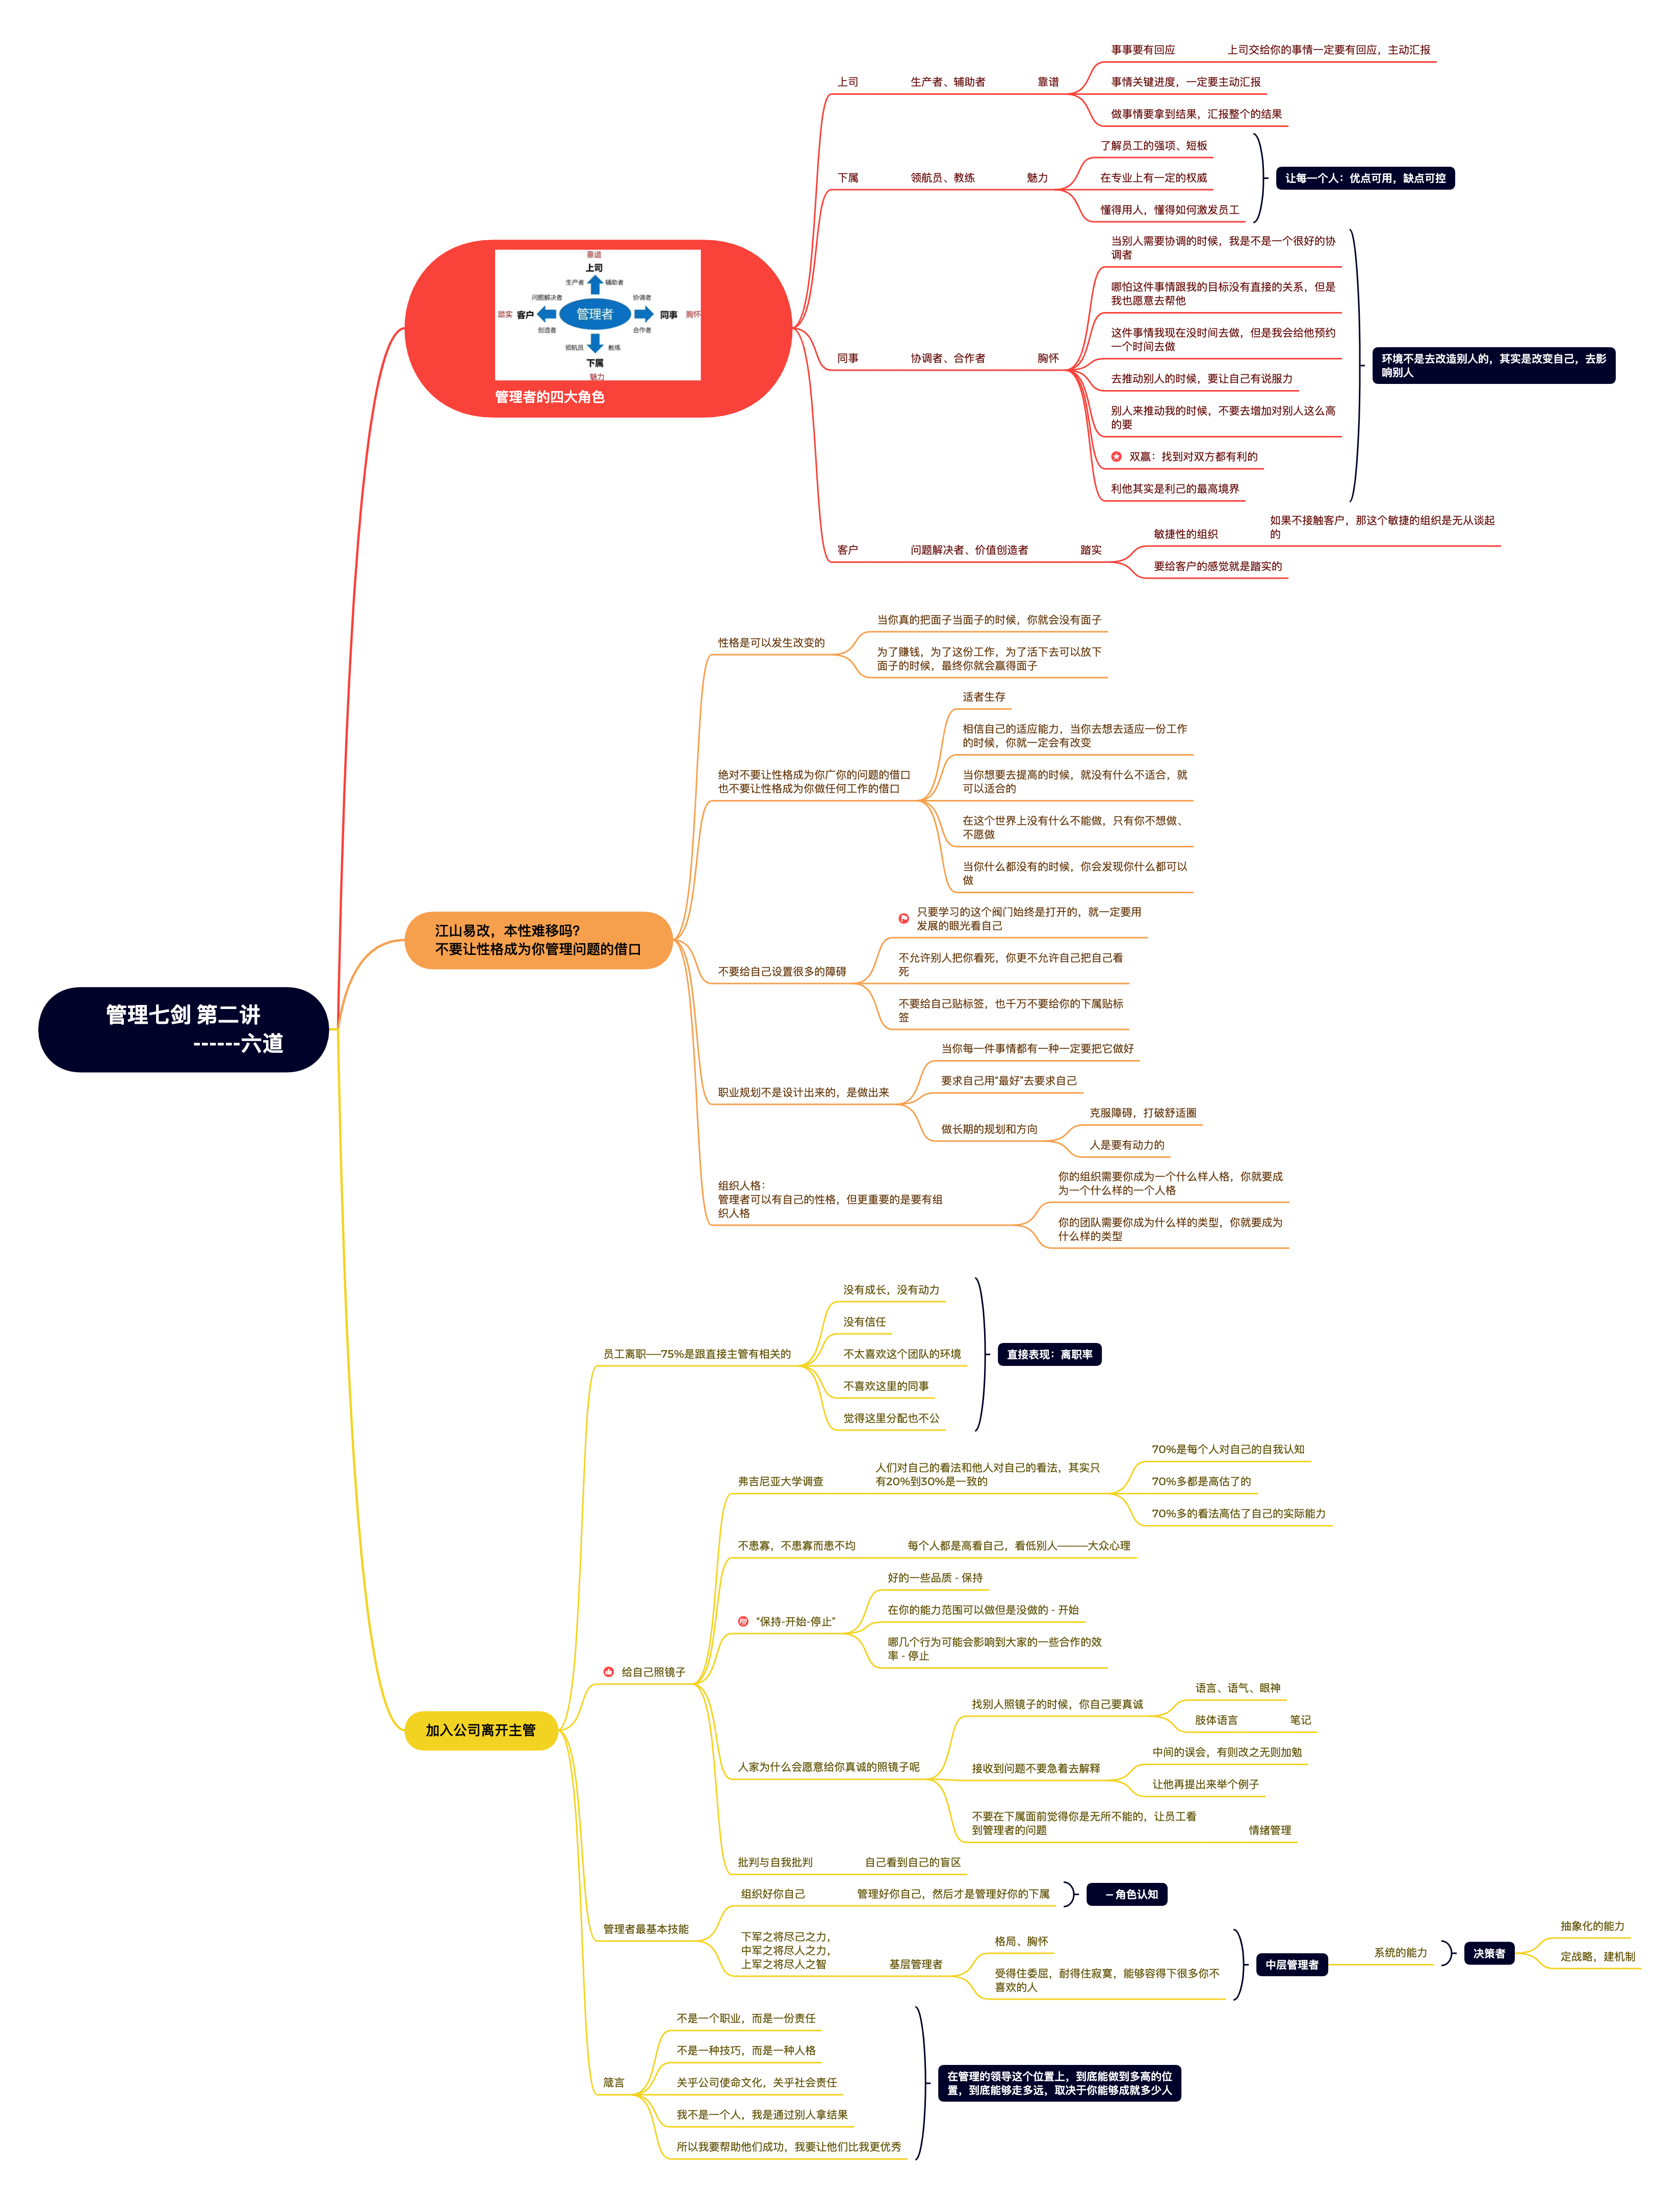 管理七剑 第二讲
------六道
靠谱
上司
生产者
辅助者
问题解决者
协调者
踏实
客户
管理者
同事
胸怀
创造者
合作者
领航员
教练
下属
魅力
管理者的四大角色
上司
生产者、辅助者
靠谱
事事要有回应
上司交给你的事情一定要有回应，主动汇报
事情关键进度，一定要主动汇报
做事情要拿到结果，汇报整个的结果
下属
领航员、教练
魅力
了解员工的强项、短板
在专业上有一定的权威
懂得用人，懂得如何激发员工
让每一个人：优点可用，缺点可控
同事
协调者、合作者
胸怀
当别人需要协调的时候，我是不是一个很好的协
调者
哪怕这件事情跟我的目标没有直接的关系，但是
我也愿意去帮他
这件事情我现在没时间去做，但是我会给他预约
一个时间去做
去推动别人的时候，要让自己有说服力
别人来推动我的时候，不要去增加对别人这么高
的要
双赢：找到对双方都有利的
利他其实是利己的最高境界
环境不是去改造别人的，其实是改变自己，去影
响别人
客户
问题解决者、价值创造者
踏实
敏捷性的组织
如果不接触客户，那这个敏捷的组织是无从谈起
的
要给客户的感觉就是踏实的
江山易改，本性难移吗？
不要让性格成为你管理问题的借口
性格是可以发生改变的
当你真的把面子当面子的时候，你就会没有面子
为了赚钱，为了这份工作，为了活下去可以放下
面子的时候，最终你就会赢得面子
绝对不要让性格成为你广你的问题的借口
也不要让性格成为你做任何工作的借口
适者生存
相信自己的适应能力，当你去想去适应一份工作
的时候，你就一定会有改变
当你想要去提高的时候，就没有什么不适合，就
可以适合的
在这个世界上没有什么不能做，只有你不想做、
不愿做
当你什么都没有的时候，你会发现你什么都可以
做
不要给自己设置很多的障碍
只要学习的这个阀门始终是打开的，就一定要用
发展的眼光看自己
不允许别人把你看死，你更不允许自己把自己看
死
不要给自己贴标签，也千万不要给你的下属贴标
签
职业规划不是设计出来的，是做出来
当你每一件事情都有一种一定要把它做好
要求自己用“最好”去要求自己
做长期的规划和方向
克服障碍，打破舒适圈
人是要有动力的
组织人格：
管理者可以有自己的性格，但更重要的是要有组
织人格
你的组织需要你成为一个什么样人格，你就要成
为一个什么样的一个人格
你的团队需要你成为什么样的类型，你就要成为
什么样的类型
加入公司离开主管
员工离职——75%是跟直接主管有相关的
没有成长，没有动力
没有信任
不太喜欢这个团队的环境
不喜欢这里的同事
觉得这里分配也不公
直接表现：离职率
给自己照镜子
弗吉尼亚大学调查
人们对自己的看法和他人对自己的看法，其实只
有20%到30%是一致的
70%是每个人对自己的自我认知
70%多都是高估了的
70%多的看法高估了自己的实际能力
不患寡，不患寡而患不均
每个人都是高看自己，看低别人———大众心理
“保持-开始-停止”
好的一些品质 - 保持
在你的能力范围可以做但是没做的 - 开始
哪几个行为可能会影响到大家的一些合作的效
率 - 停止
人家为什么会愿意给你真诚的照镜子呢
找别人照镜子的时候，你自己要真诚
语言、语气、眼神
肢体语言
笔记
接收到问题不要急着去解释
中间的误会，有则改之无则加勉
让他再提出来举个例子
不要在下属面前觉得你是无所不能的，让员工看
到管理者的问题
情绪管理
批判与自我批判
自己看到自己的盲区
管理者最基本技能
组织好你自己
管理好你自己，然后才是管理好你的下属
– 角色认知
下军之将尽己之力，
中军之将尽人之力，
上军之将尽人之智
基层管理者
格局、胸怀
受得住委屈，耐得住寂寞，能够容得下很多你不
喜欢的人
中层管理者
系统的能力
决策者
抽象化的能力
定战略，建机制
箴言
不是一个职业，而是一份责任
不是一种技巧，而是一种人格
关乎公司使命文化，关乎社会责任
我不是一个人，我是通过别人拿结果
所以我要帮助他们成功，我要让他们比我更优秀
在管理的领导这个位置上，到底能做到多高的位
置，到底能够走多远，取决于你能够成就多少人